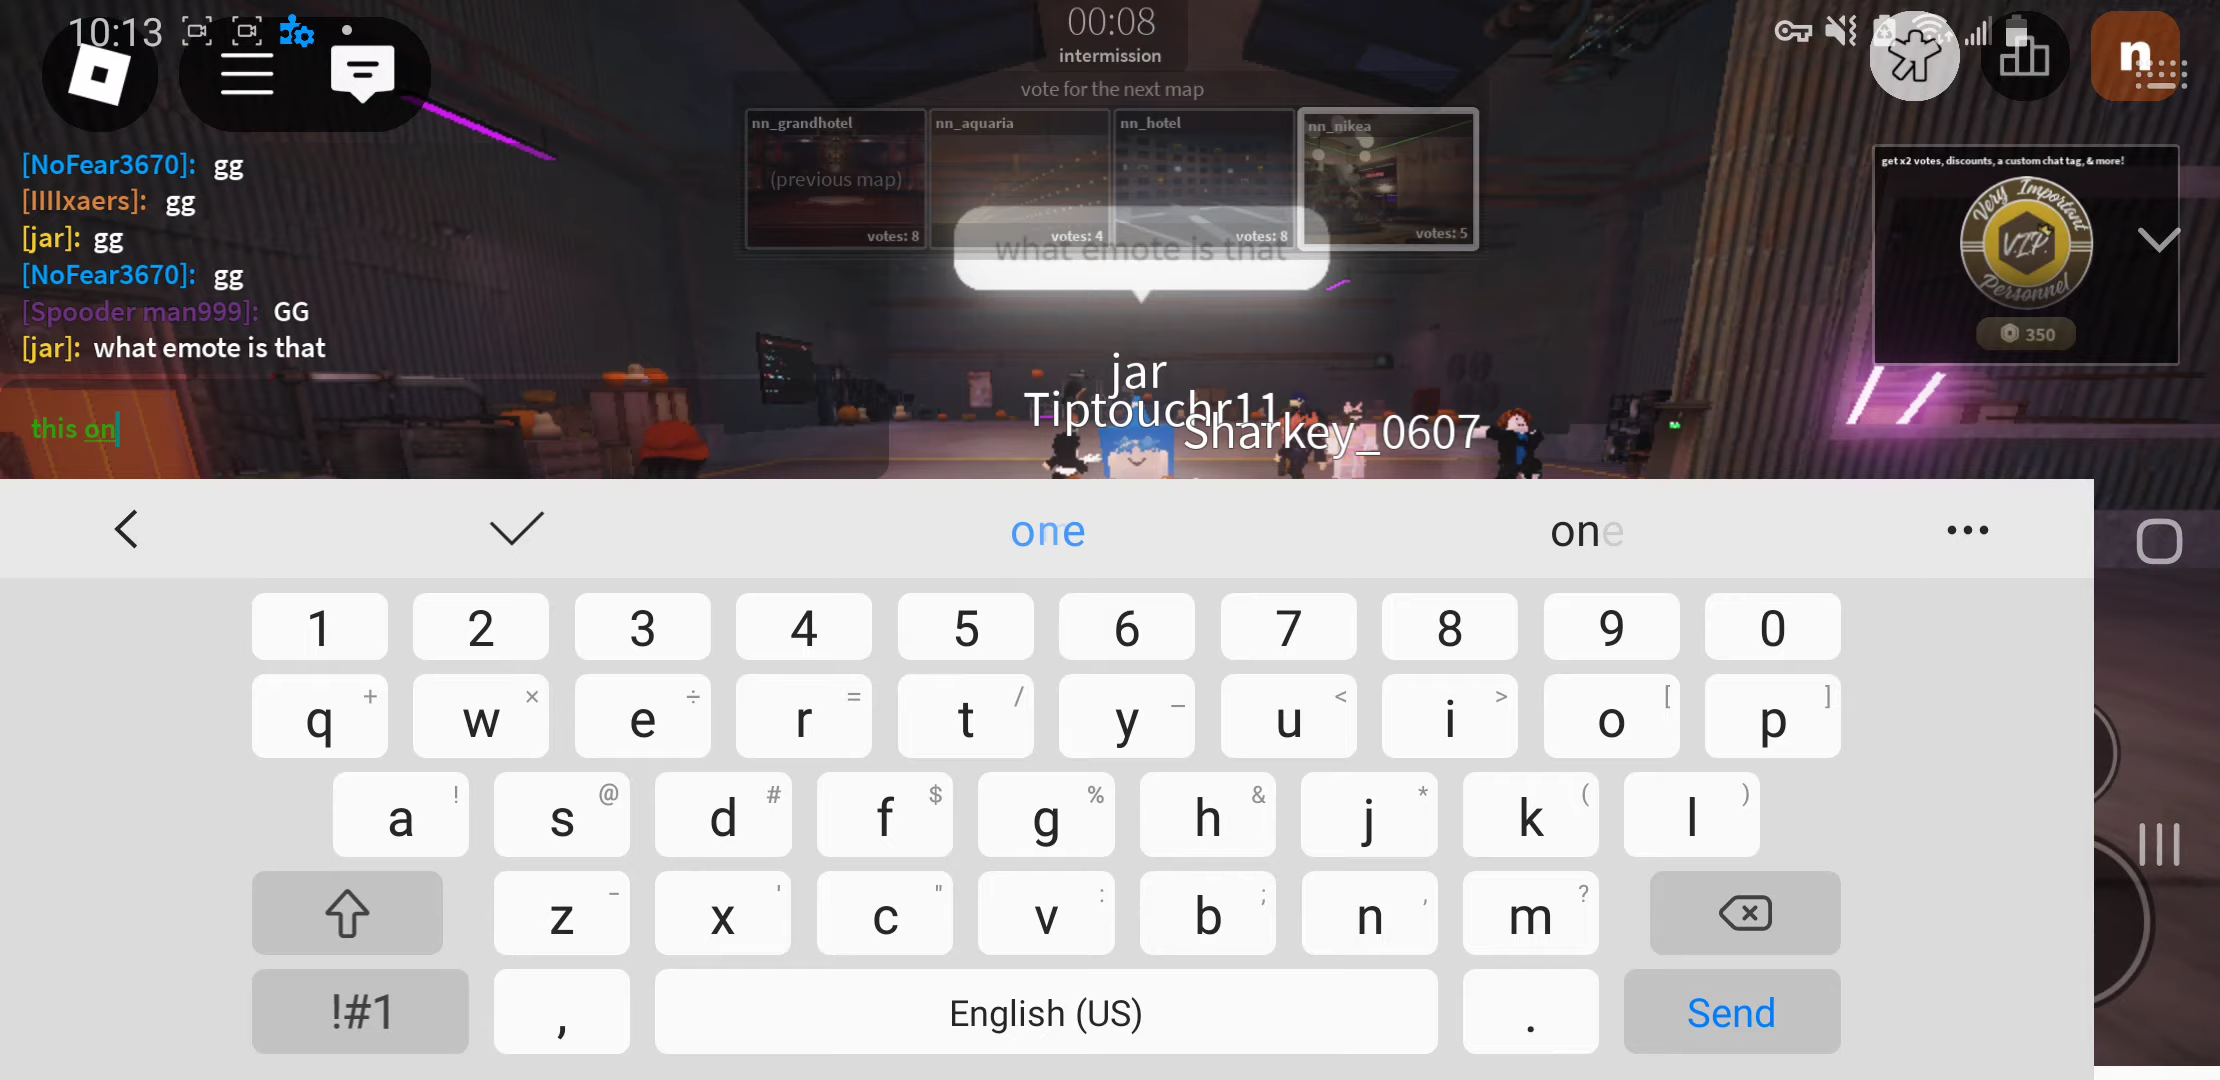 10:13
00:08
intermission
vote for the next map
nn_grandhotel
(previous map)
votes: 8
nn_aquaria
votes: 4
nn_hotel
votes: 8
nn_nikea
votes: 5
n
get x2 votes, discounts, a custom chat tag, & more!
Very Important
V.I.P.
Personnel
350
[NoFear3670]: gg
[IIIIxaers]: gg
[jar]: gg
[NoFear3670]: gg
[Spooder man999]: GG
[jar]: what emote is that
what emote is that
jar
Tiptouchr11
Sharkey_0607
this on
one
one
1 2 3 4 5 6 7 8 9 0
+ × ÷ = / _ < > [ ]
q w e r t y u i o p
! @ # $ % & * ( )
a s d f g h j k l
- ' " : ; , ?
z x c v b n m
!#1 , English (US) . Send